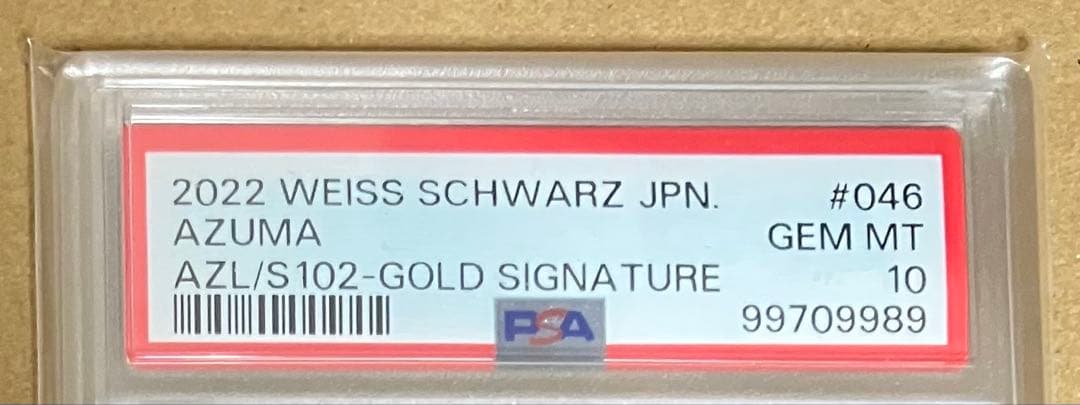 2022 WEISS SCHWARZ JPN. #046
AZUMA GEM MT
AZL/S102-GOLD SIGNATURE 10
PSA 99709989